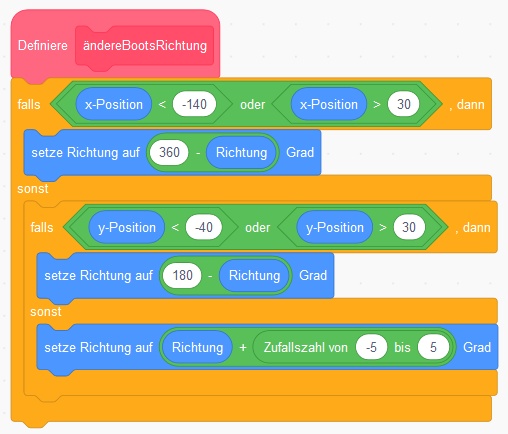 Definiere ändereBootsRichtung
falls x-Position < -140 oder x-Position > 30 , dann
setze Richtung auf 360 - Richtung Grad
sonst
falls y-Position < -40 oder y-Position > 30 , dann
setze Richtung auf 180 - Richtung Grad
sonst
setze Richtung auf Richtung + Zufallszahl von -5 bis 5 Grad